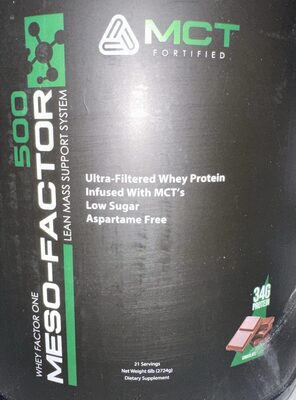 MCT
FORTIFIED
WHEY FACTOR ONE
MESO-FACTOR 500
LEAN MASS SUPPORT SYSTEM
Ultra-Filtered Whey Protein
Infused With MCT's
Low Sugar
Aspartame Free
34G
PROTEIN
CHOCOLATE
21 Servings
Net Weight 6lb (2724g)
Dietary Supplement